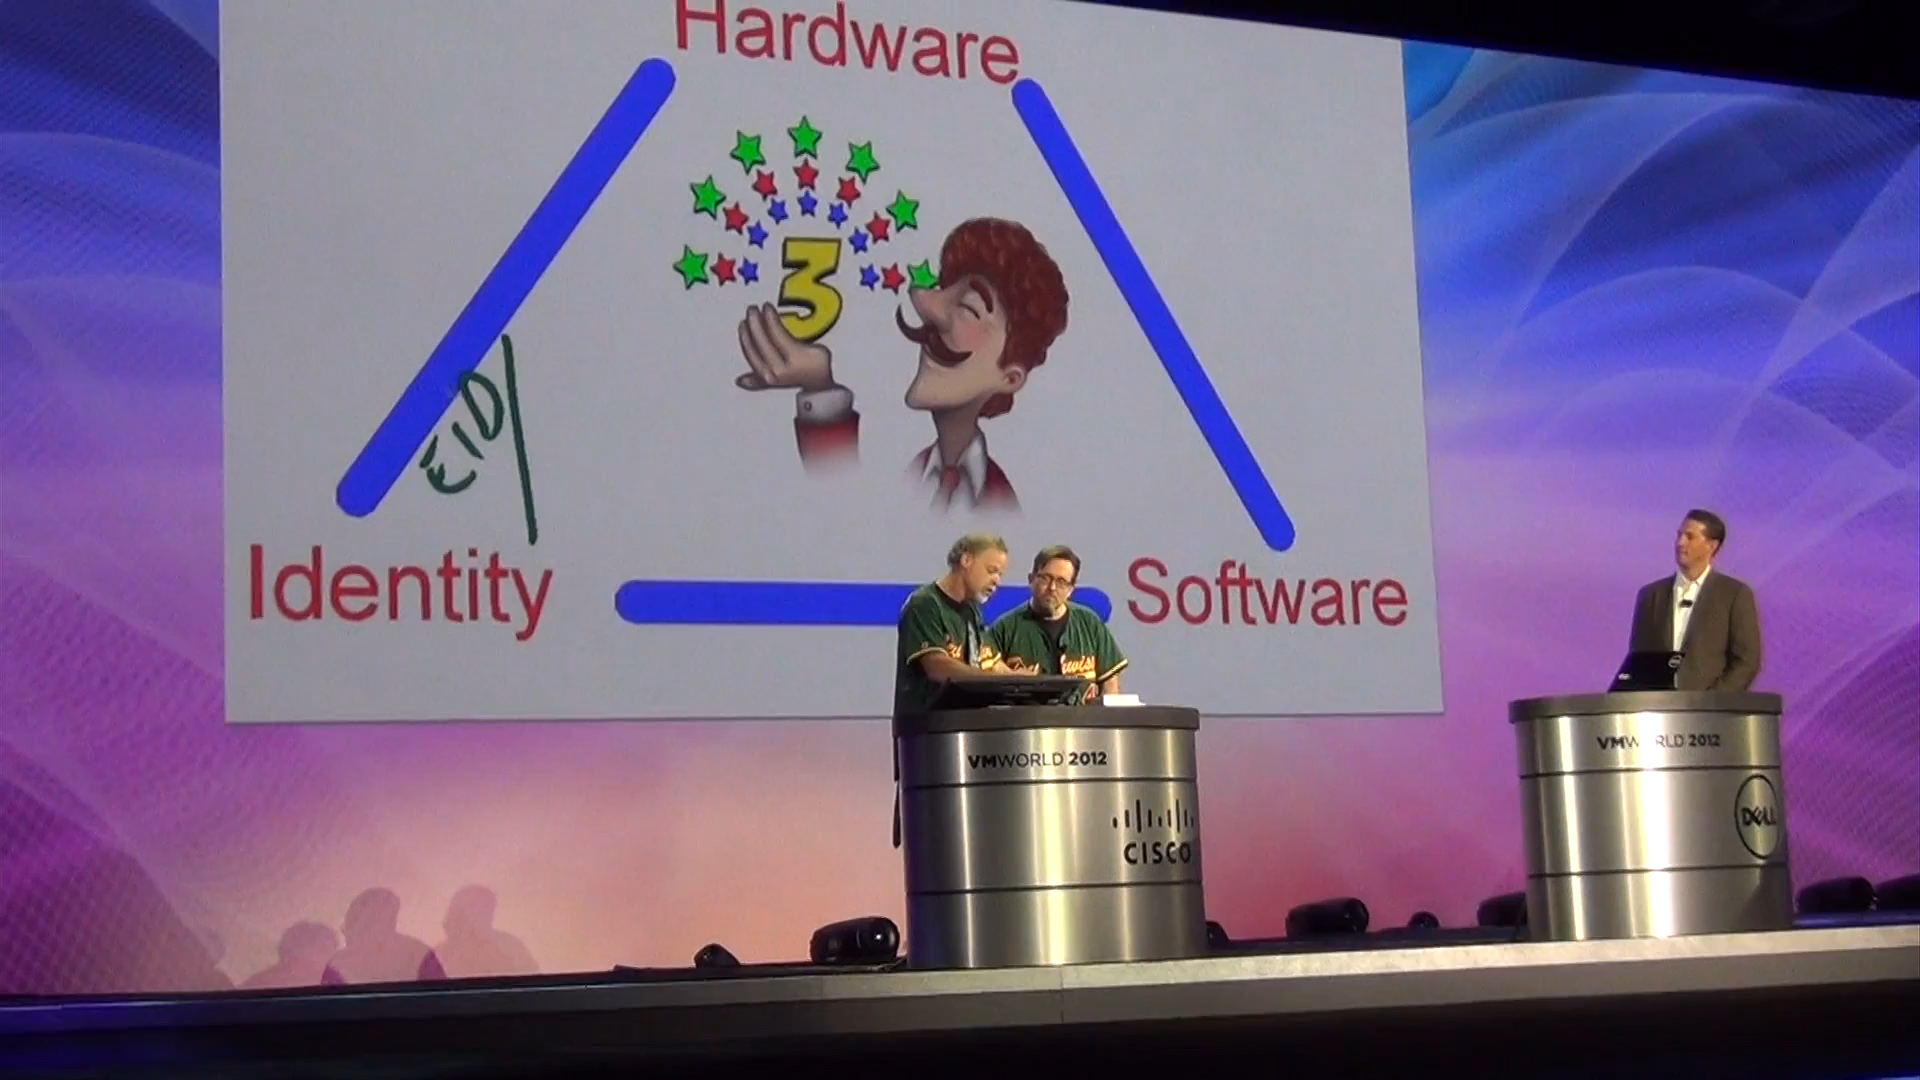 Hardware
3
EID
Identity
Software
VMWORLD 2012
CISCO
VMWORLD 2012
DELL